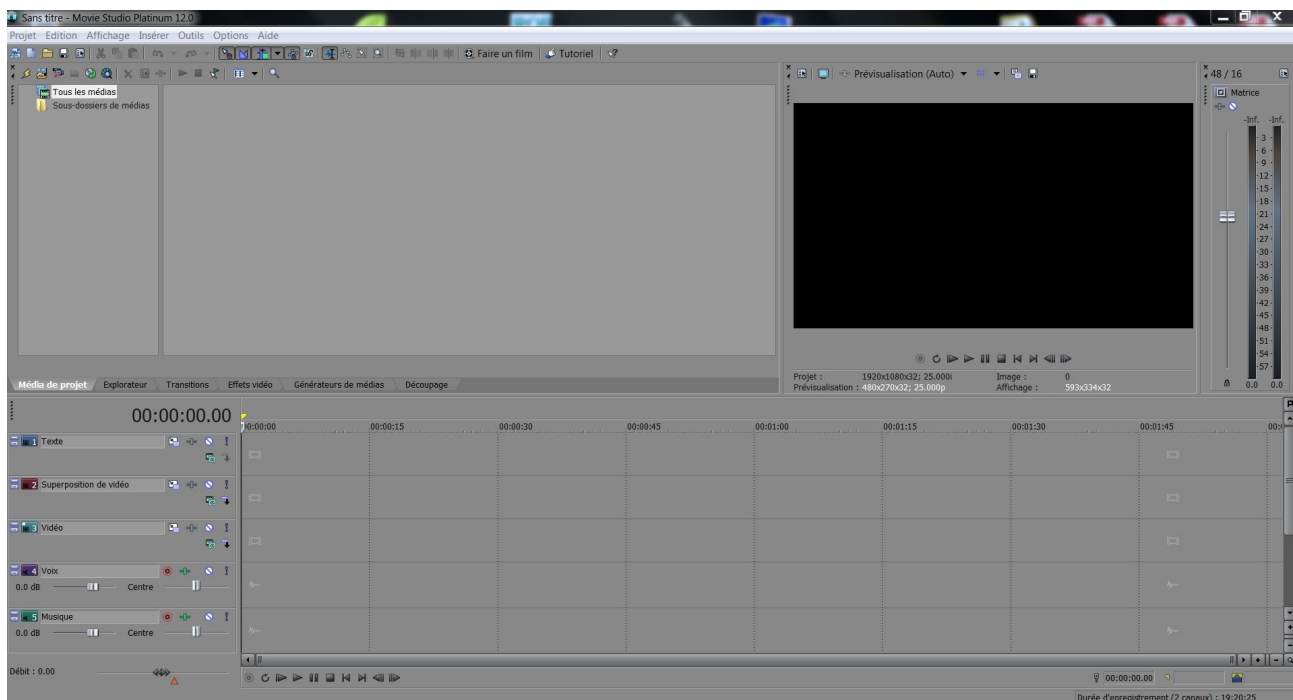 Sans titre - Movie Studio Platinum 12.0
Projet Edition Affichage Insérer Outils Options Aide
Faire un film Tutoriel
Prévisualisation (Auto)
48 / 16
Tous les médias
Sous-dossiers de médias
Matrice
-Inf. -Inf.
3
6
9
12
15
18
21
24
27
30
33
36
39
42
45
48
51
54
57
0.0 0.0
Projet : 1920x1080x32; 25.000i Image : 0
Prévisualisation : 480x270x32; 25.000p Affichage : 593x334x32
Média de projet Explorateur Transitions Effets vidéo Générateurs de médias Découpage
00:00:00.00
0:00:00 00:00:15 00:00:30 00:00:45 00:01:00 00:01:15 00:01:30 00:01:45
1 Texte
2 Superposition de vidéo
3 Vidéo
4 Voix
0.0 dB Centre
5 Musique
0.0 dB Centre
Débit : 0.00
00:00:00.00
Durée d'enregistrement (2 canaux) : 19:20:25